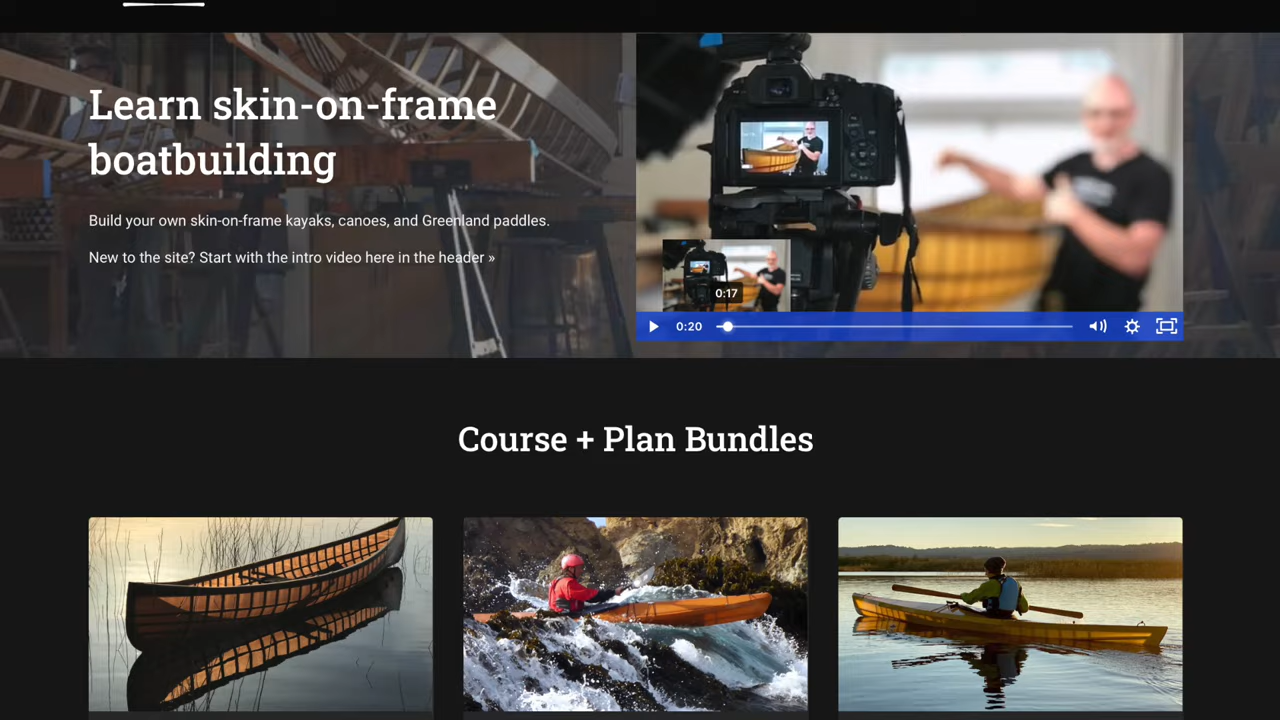 Learn skin-on-frame
boatbuilding
Build your own skin-on-frame kayaks, canoes, and Greenland paddles.
New to the site? Start with the intro video here in the header »
0:17
0:20
Course + Plan Bundles